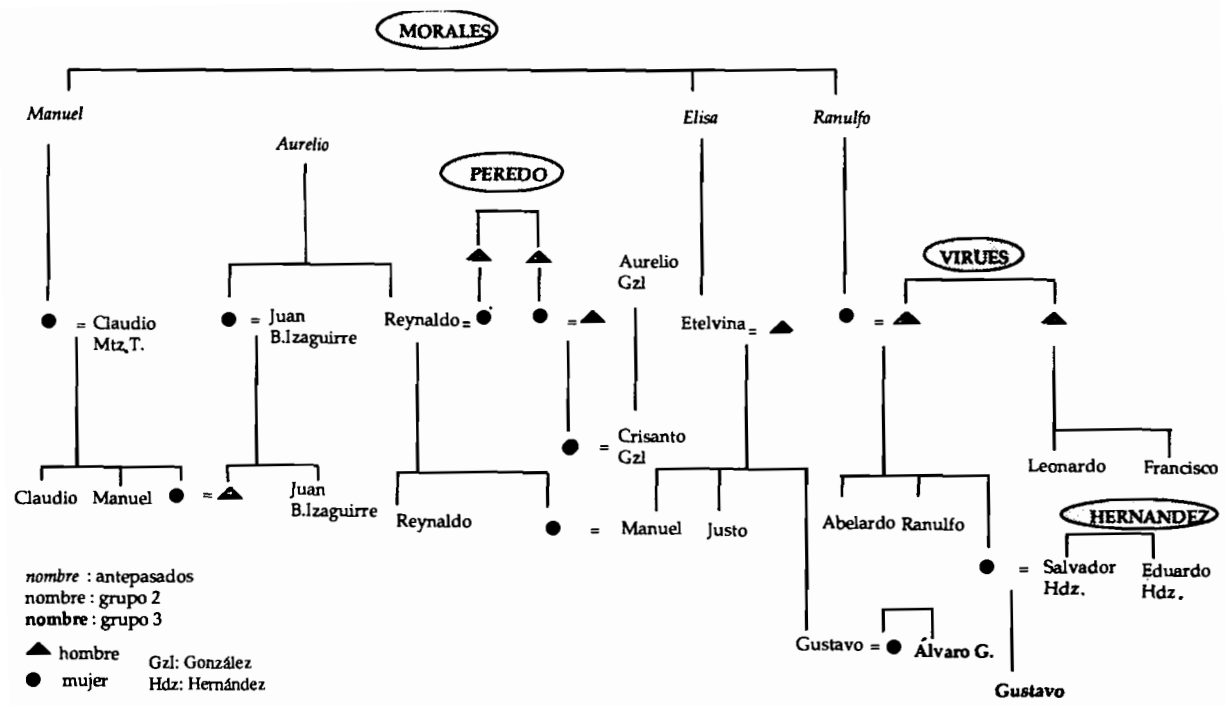 MORALES
Manuel
Elisa
Ranulfo
Aurelio
PEREDO
VIRUES
Aurelio
Gzl
= Claudio
Mtz.T.
= Juan
B.Izaguirre
Reynaldo=
=
Etelvina =
=
= Crisanto
Gzl
Leonardo
Francisco
Claudio
Manuel
=
Juan
B.Izaguirre
Reynaldo
= Manuel
Justo
Abelardo
Ranulfo
HERNANDEZ
= Salvador
Hdz.
Eduardo
Hdz.
nombre : antepasados
nombre : grupo 2
nombre : grupo 3
hombre
mujer
Gzl: González
Hdz: Hernández
Gustavo =
Álvaro G.
Gustavo